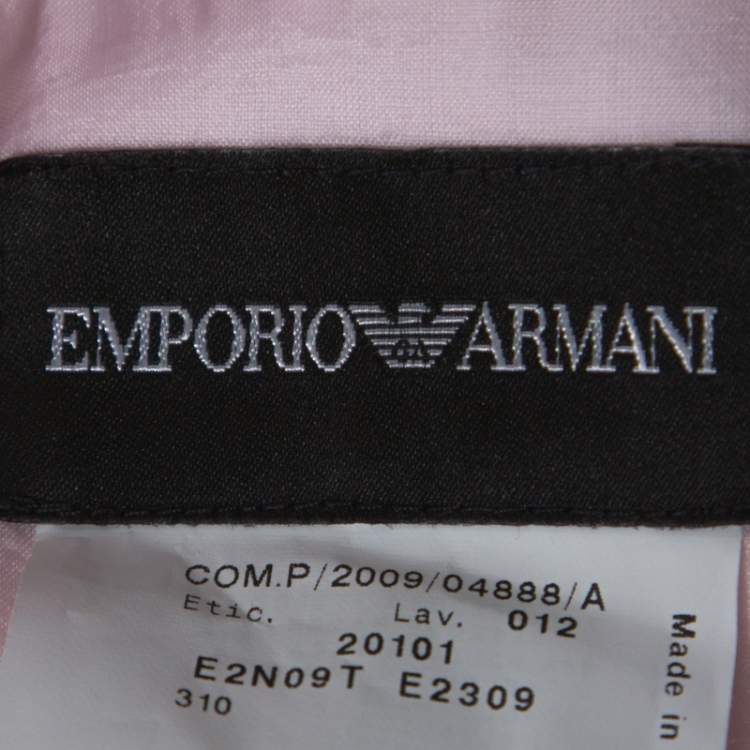 EMPORIO ARMANI
COM.P/2009/04888/A
Etic. Lav. 012
20101
E2N09T E2309
310
Made in